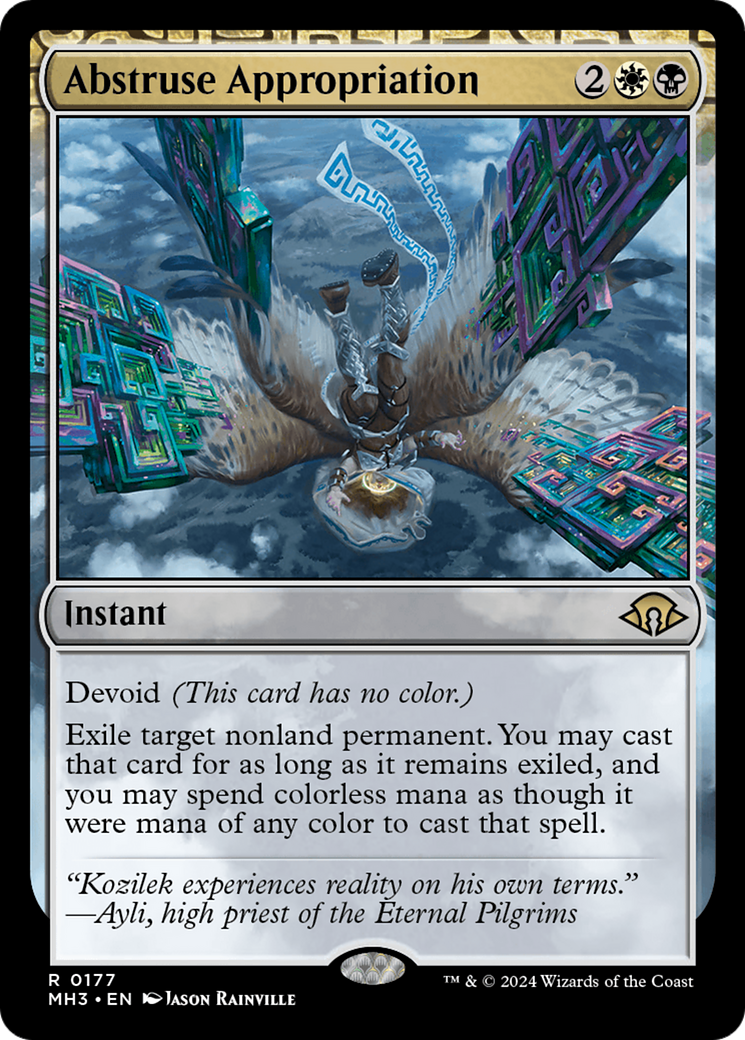 Abstruse Appropriation 2
Instant
Devoid (This card has no color.)
Exile target nonland permanent. You may cast
that card for as long as it remains exiled, and
you may spend colorless mana as though it
were mana of any color to cast that spell.
“Kozilek experiences reality on his own terms.”
—Ayli, high priest of the Eternal Pilgrims
R 0177
MH3 • EN Jason Rainville
™ & © 2024 Wizards of the Coast